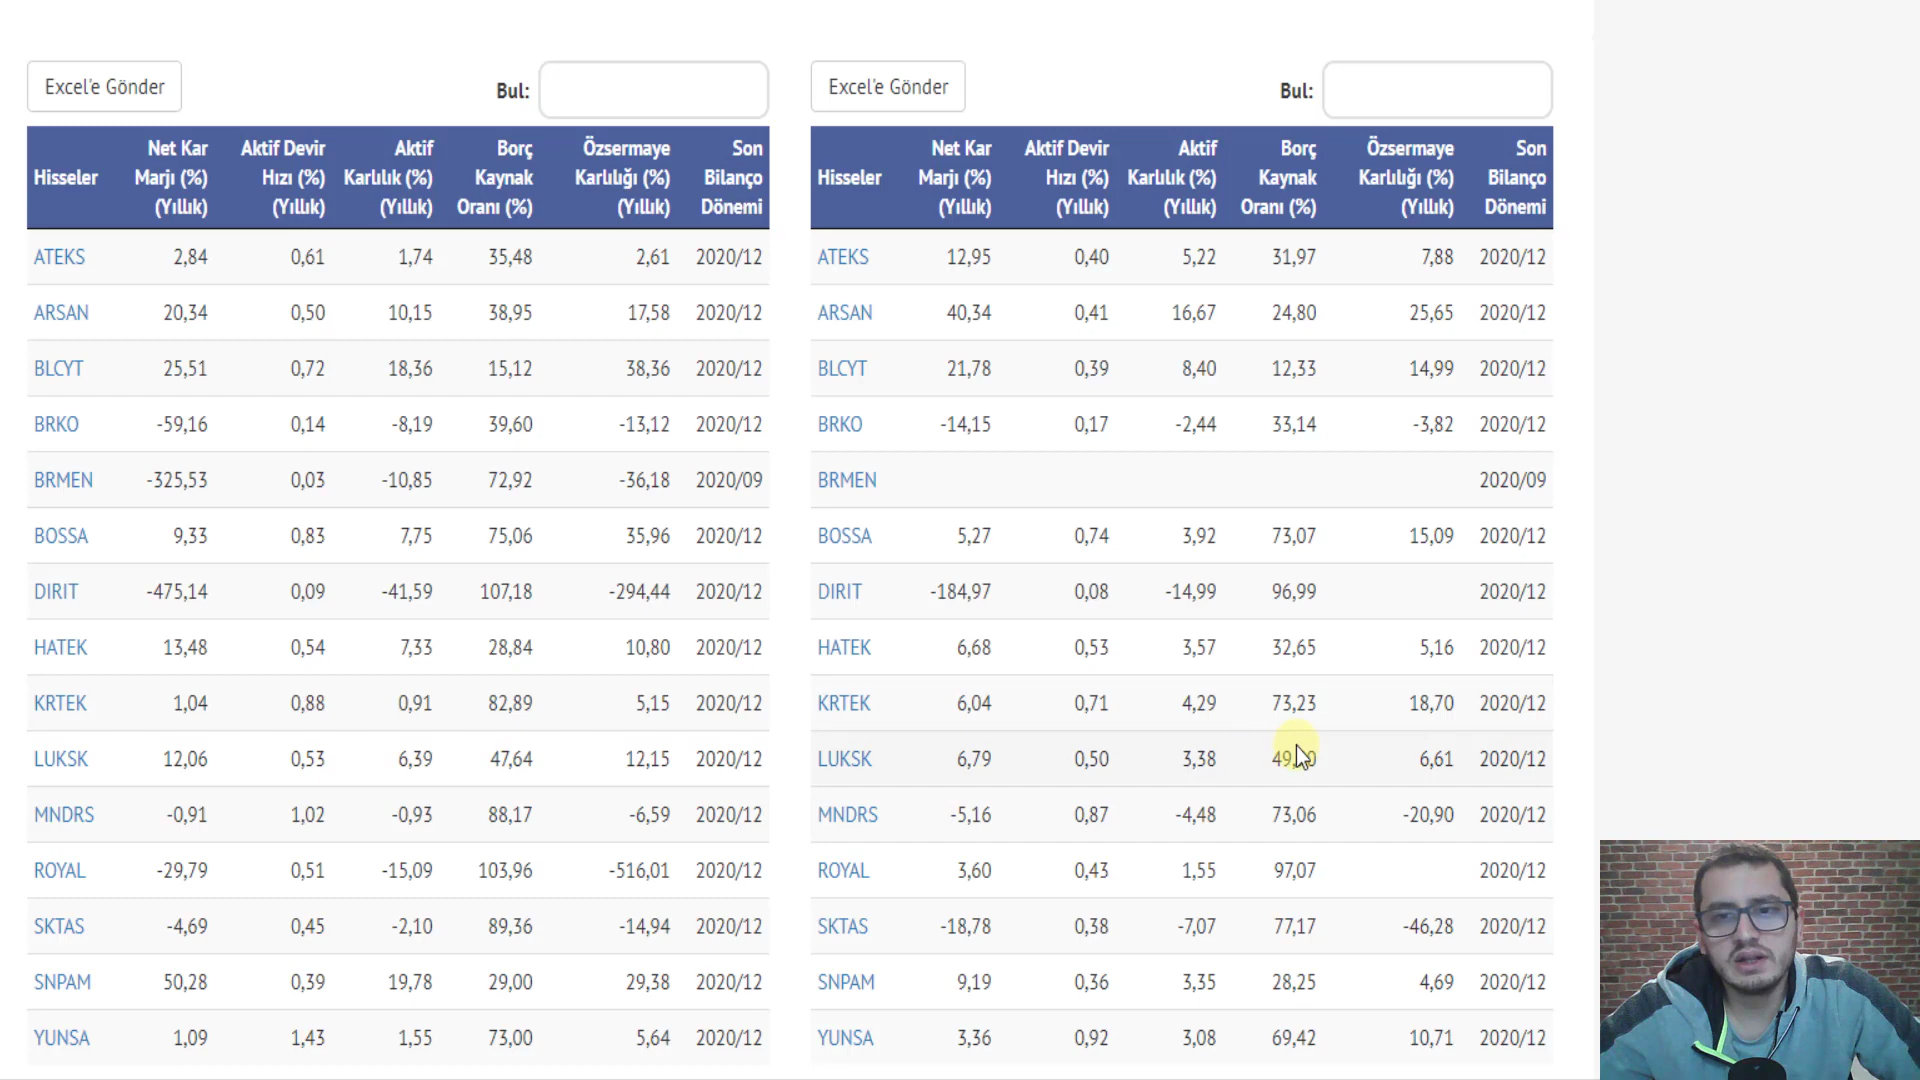 Excel'e Gönder Bul:
Hisseler Net Kar Marjı (%) (Yıllık) Aktif Devir Hızı (%) (Yıllık) Aktif Karlılık (%) (Yıllık) Borç Kaynak Oranı (%) Özsermaye Karlılığı (%) (Yıllık) Son Bilanço Dönemi
ATEKS 2,84 0,61 1,74 35,48 2,61 2020/12
ARSAN 20,34 0,50 10,15 38,95 17,58 2020/12
BLCYT 25,51 0,72 18,36 15,12 38,36 2020/12
BRKO -59,16 0,14 -8,19 39,60 -13,12 2020/12
BRMEN -325,53 0,03 -10,85 72,92 -36,18 2020/09
BOSSA 9,33 0,83 7,75 75,06 35,96 2020/12
DIRIT -475,14 0,09 -41,59 107,18 -294,44 2020/12
HATEK 13,48 0,54 7,33 28,84 10,80 2020/12
KRTEK 1,04 0,88 0,91 82,89 5,15 2020/12
LUKSK 12,06 0,53 6,39 47,64 12,15 2020/12
MNDRS -0,91 1,02 -0,93 88,17 -6,59 2020/12
ROYAL -29,79 0,51 -15,09 103,96 -516,01 2020/12
SKTAS -4,69 0,45 -2,10 89,36 -14,94 2020/12
SNPAM 50,28 0,39 19,78 29,00 29,38 2020/12
YUNSA 1,09 1,43 1,55 73,00 5,64 2020/12
Excel'e Gönder Bul:
Hisseler Net Kar Marjı (%) (Yıllık) Aktif Devir Hızı (%) (Yıllık) Aktif Karlılık (%) (Yıllık) Borç Kaynak Oranı (%) Özsermaye Karlılığı (%) (Yıllık) Son Bilanço Dönemi
ATEKS 12,95 0,40 5,22 31,97 7,88 2020/12
ARSAN 40,34 0,41 16,67 24,80 25,65 2020/12
BLCYT 21,78 0,39 8,40 12,33 14,99 2020/12
BRKO -14,15 0,17 -2,44 33,14 -3,82 2020/12
BRMEN 2020/09
BOSSA 5,27 0,74 3,92 73,07 15,09 2020/12
DIRIT -184,97 0,08 -14,99 96,99 2020/12
HATEK 6,68 0,53 3,57 32,65 5,16 2020/12
KRTEK 6,04 0,71 4,29 73,23 18,70 2020/12
LUKSK 6,79 0,50 3,38 6,61 2020/12
MNDRS -5,16 0,87 -4,48 73,06 -20,90 2020/12
ROYAL 3,60 0,43 1,55 97,07 2020/12
SKTAS -18,78 0,38 -7,07 77,17 -46,28 2020/12
SNPAM 9,19 0,36 3,35 28,25 4,69 2020/12
YUNSA 3,36 0,92 3,08 69,42 10,71 2020/12